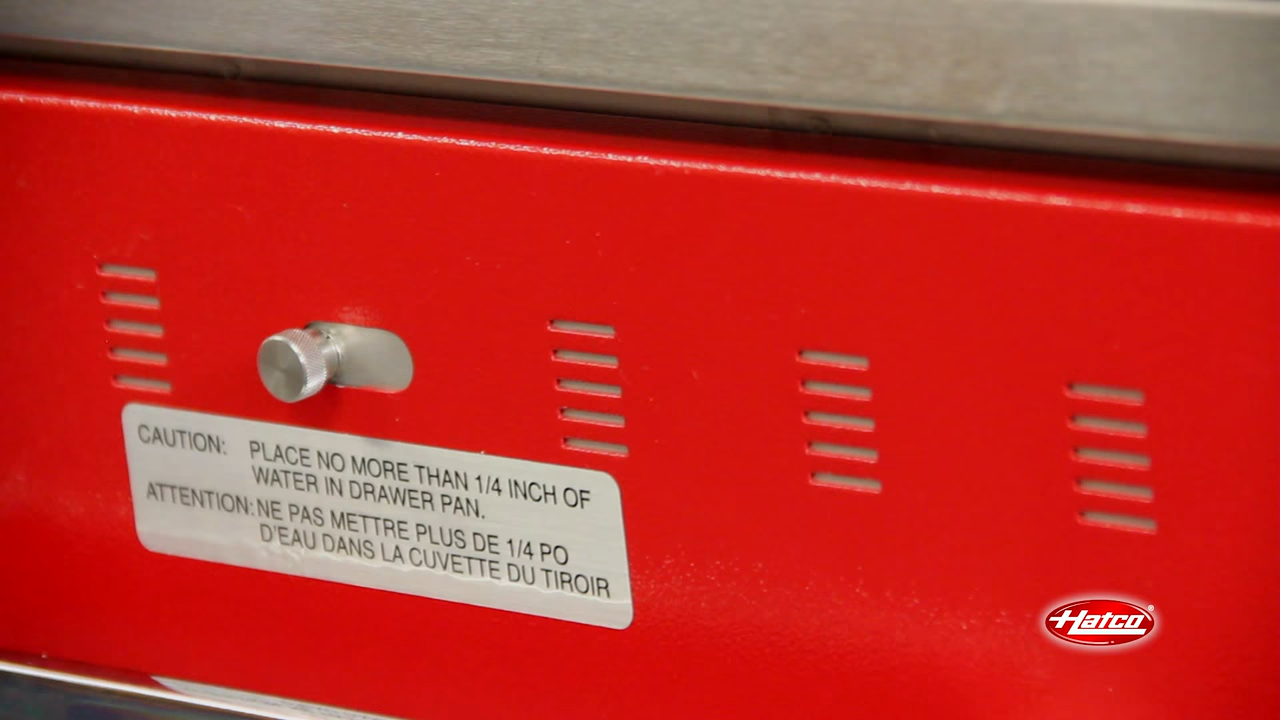 CAUTION: PLACE NO MORE THAN 1/4 INCH OF
WATER IN DRAWER PAN.
ATTENTION: NE PAS METTRE PLUS DE 1/4 PO
D'EAU DANS LA CUVETTE DU TIROIR
Hatco®